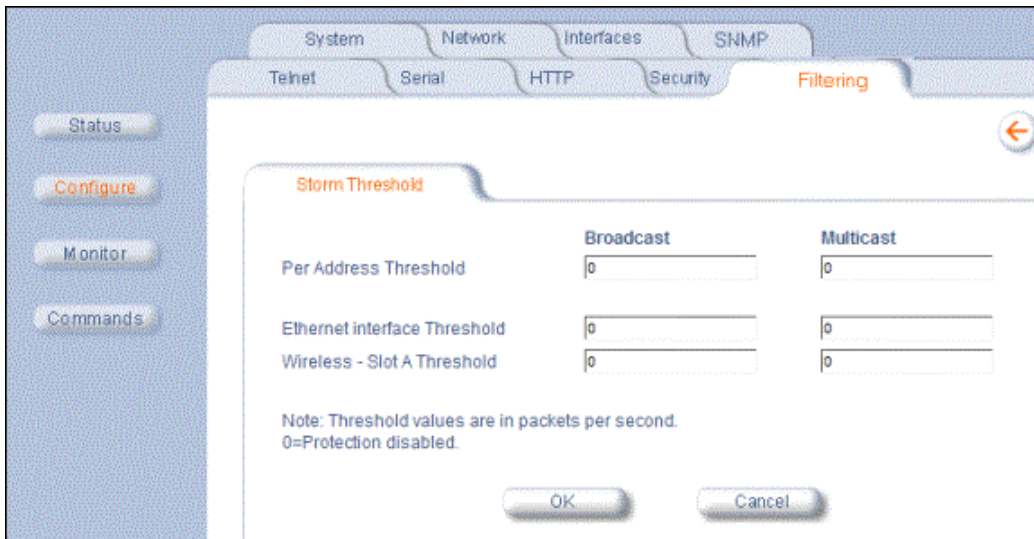 System Network Interfaces SNMP
Telnet Serial HTTP Security Filtering
Status
Configure
Monitor
Commands
Storm Threshold
Broadcast Multicast
Per Address Threshold 0 0
Ethernet interface Threshold 0 0
Wireless - Slot A Threshold 0 0
Note: Threshold values are in packets per second.
0=Protection disabled.
OK Cancel